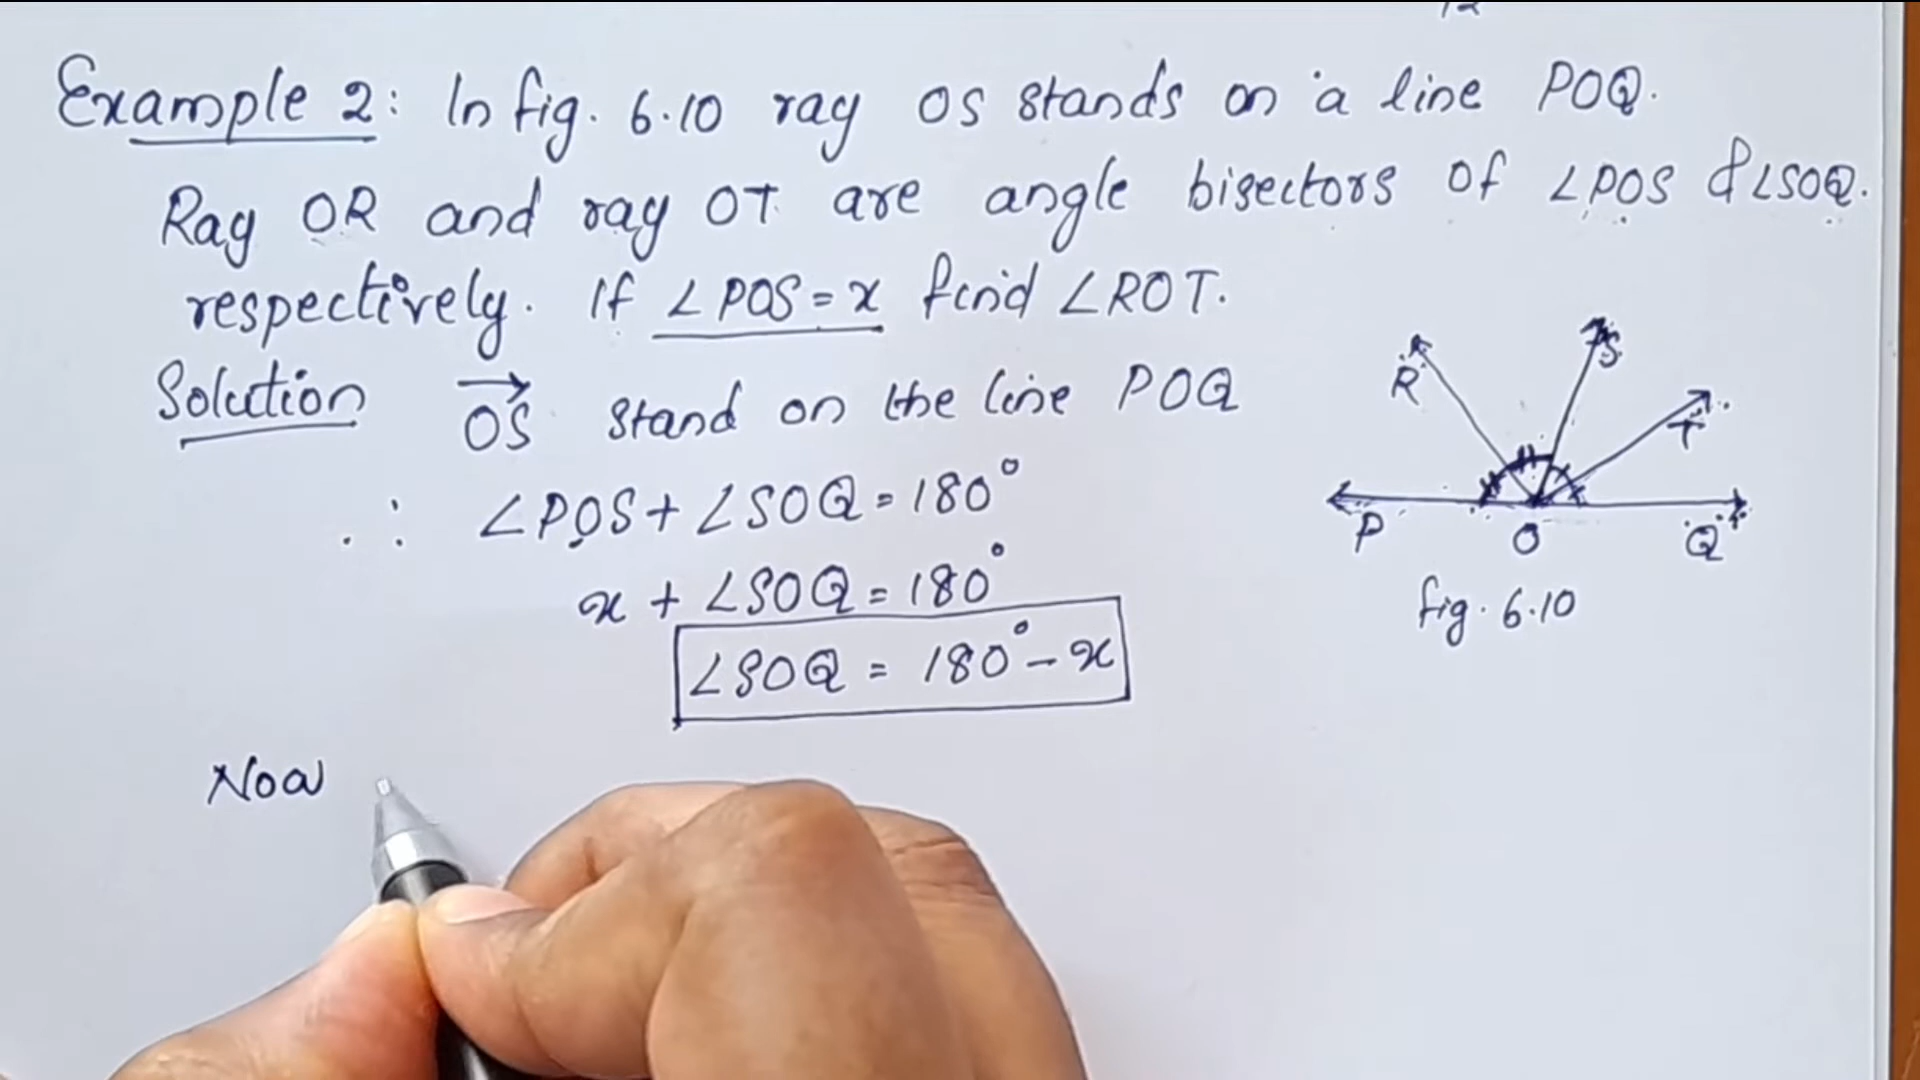 Example 2: In fig. 6.10 ray OS stands on a line POQ.
Ray OR and ray OT are angle bisectors of ∠POS & ∠SOQ.
respectively. If ∠POS = x find ∠ROT.
Solution OS stand on the line POQ
∴ ∠POS + ∠SOQ = 180°
x + ∠SOQ = 180°
∠SOQ = 180° - x
Now
R
S
T
P
O
Q
fig. 6.10